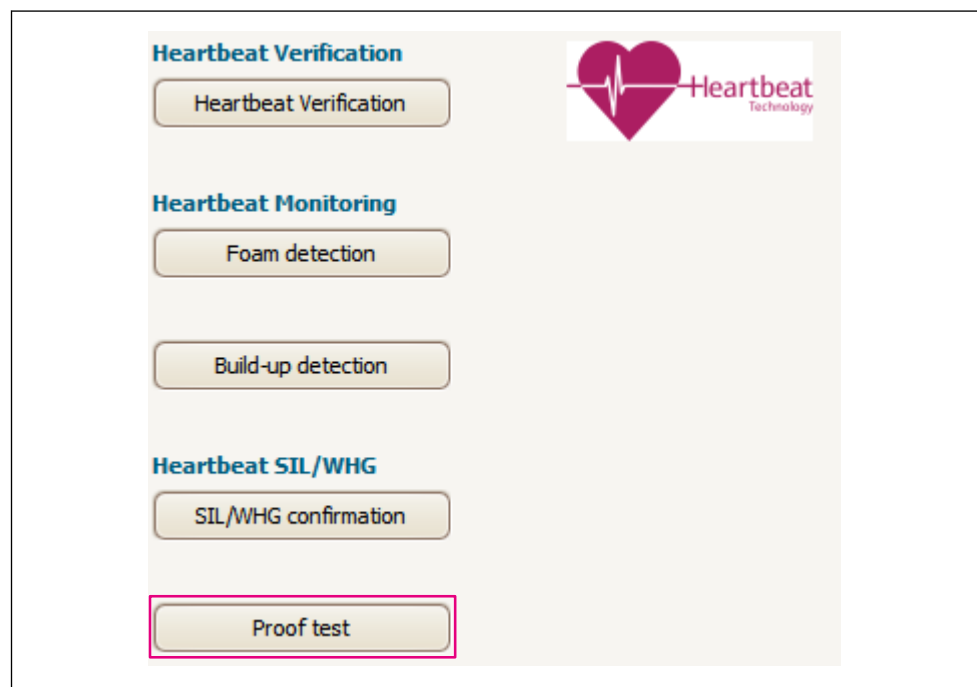 Heartbeat Verification
Heartbeat Verification
Heartbeat
Technology
Heartbeat Monitoring
Foam detection
Build-up detection
Heartbeat SIL/WHG
SIL/WHG confirmation
Proof test